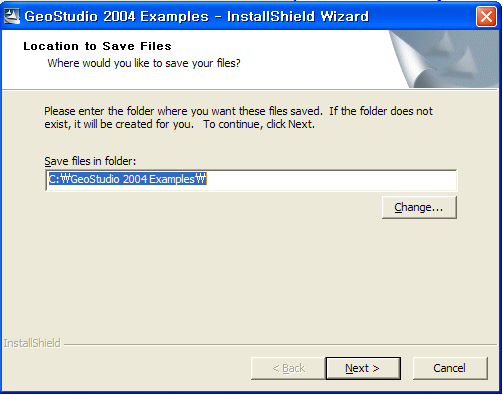 GeoStudio 2004 Examples - InstallShield Wizard
Location to Save Files
Where would you like to save your files?
Please enter the folder where you want these files saved.  If the folder does not
exist, it will be created for you.   To continue, click Next.
Save files in folder:
C:₩GeoStudio 2004 Examples₩
Change...
InstallShield
< Back
Next >
Cancel